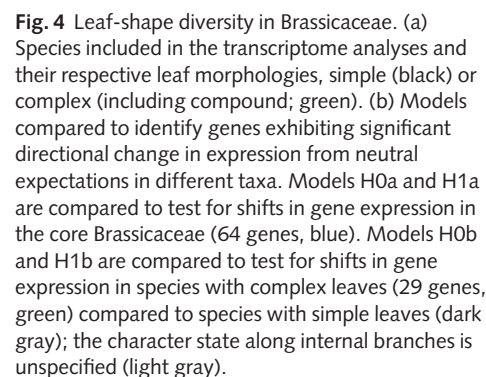 Fig. 4 Leaf-shape diversity in Brassicaceae. (a)
Species included in the transcriptome analyses and
their respective leaf morphologies, simple (black) or
complex (including compound; green). (b) Models
compared to identify genes exhibiting significant
directional change in expression from neutral
expectations in different taxa. Models H0a and H1a
are compared to test for shifts in gene expression in
the core Brassicaceae (64 genes, blue). Models H0b
and H1b are compared to test for shifts in gene
expression in species with complex leaves (29 genes,
green) compared to species with simple leaves (dark
gray); the character state along internal branches is
unspecified (light gray).